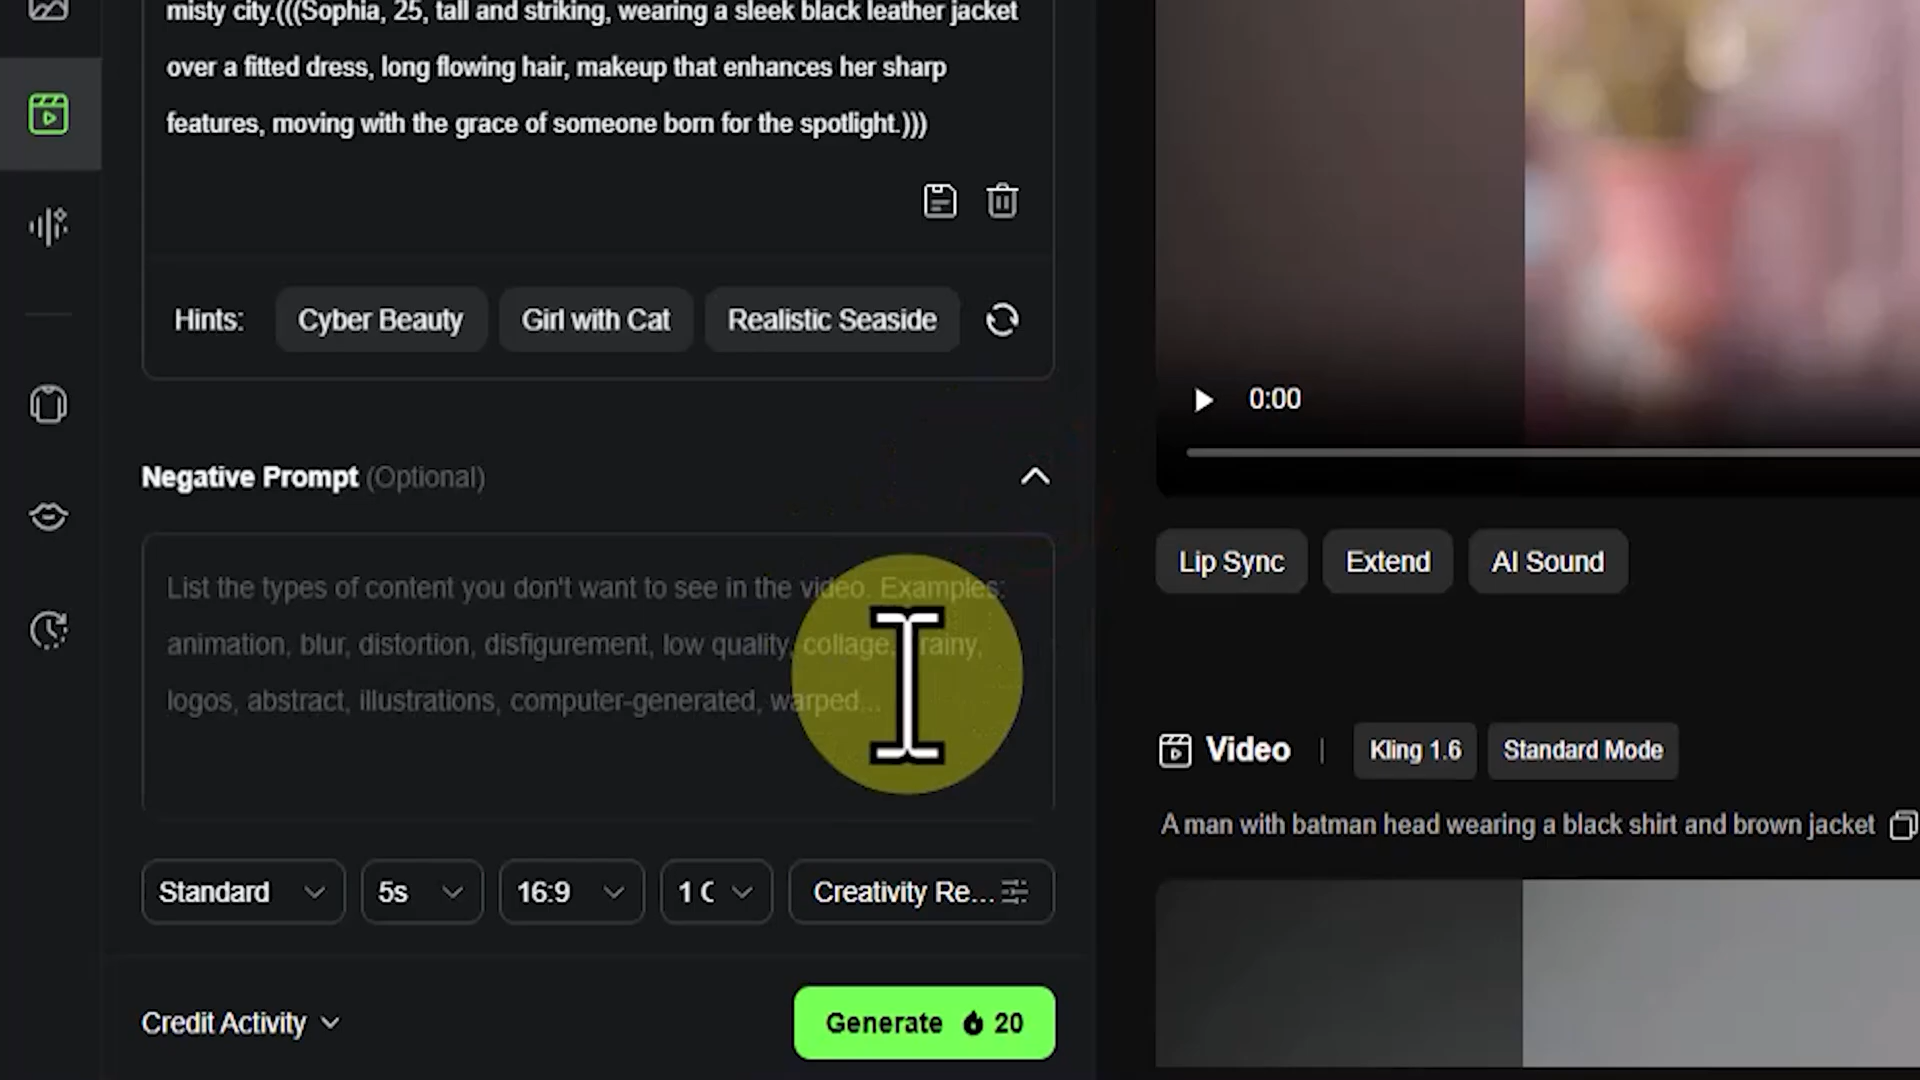 misty city.(((Sophia, 25, tall and striking, wearing a sleek black leather jacket
over a fitted dress, long flowing hair, makeup that enhances her sharp
features, moving with the grace of someone born for the spotlight.)))
Hints: Cyber Beauty Girl with Cat Realistic Seaside
Negative Prompt (Optional)
List the types of content you don't want to see in the video. Examples:
animation, blur, distortion, disfigurement, low quality, collage, rainy,
logos, abstract, illustrations, computer-generated, warped...
Standard 5s 16:9 1 Creativity Re...
Credit Activity
Generate 20
0:00
Lip Sync Extend AI Sound
Video | Kling 1.6 Standard Mode
A man with batman head wearing a black shirt and brown jacket